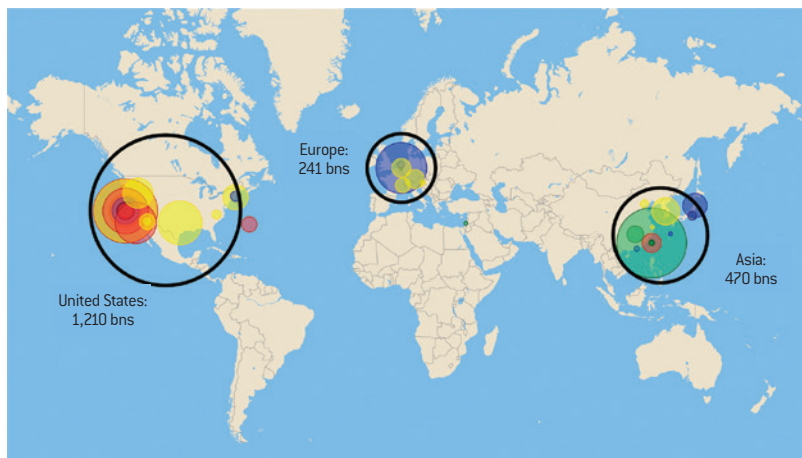 Europe:
241 bns
Asia:
470 bns
United States:
1,210 bns